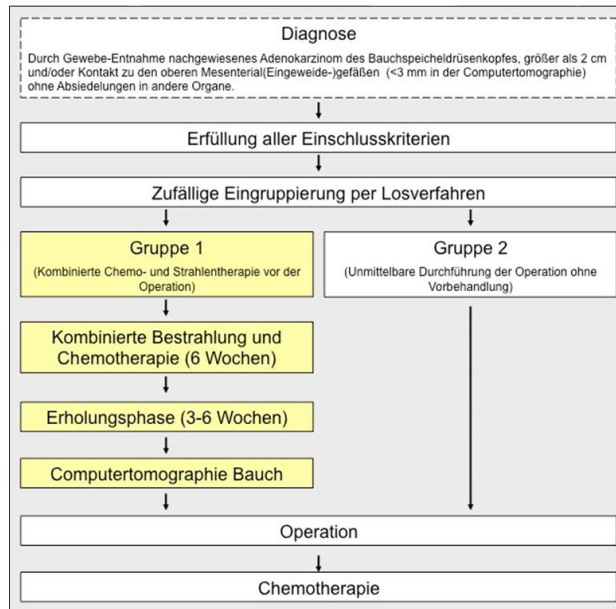 Diagnose
Durch Gewebe-Entnahme nachgewiesenes Adenokarzinom des Bauchspeicheldrüsenkopfes, größer als 2 cm
und/oder Kontakt zu den oberen Mesenterial(Eingeweide-)gefäßen (<3 mm in der Computertomographie)
ohne Absiedelungen in andere Organe.
Erfüllung aller Einschlusskriterien
Zufällige Eingruppierung per Losverfahren
Gruppe 1
(Kombinierte Chemo- und Strahlentherapie vor der
Operation)
Gruppe 2
(Unmittelbare Durchführung der Operation ohne
Vorbehandlung)
Kombinierte Bestrahlung und
Chemotherapie (6 Wochen)
Erholungsphase (3-6 Wochen)
Computertomographie Bauch
Operation
Chemotherapie